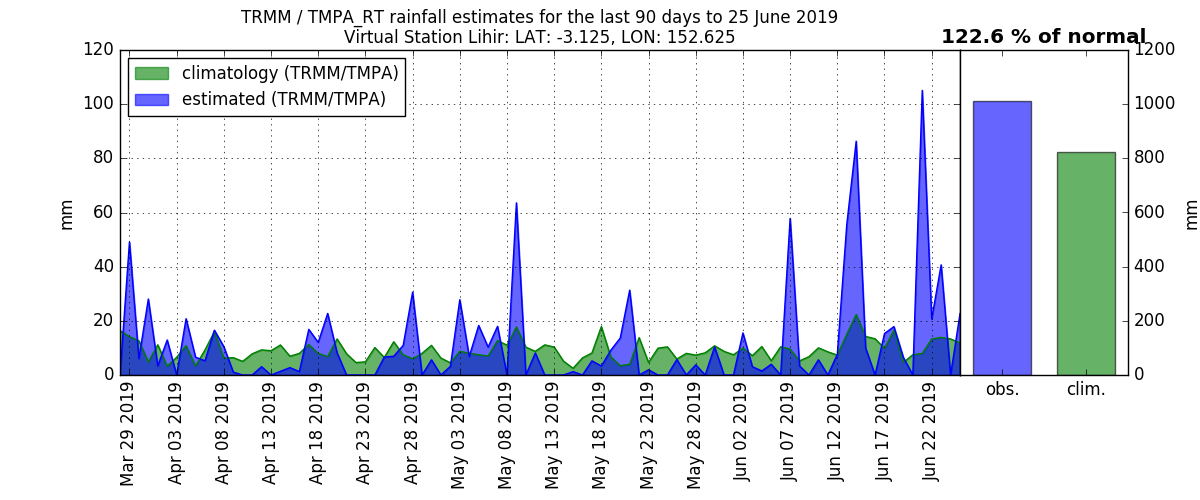 TRMM / TMPA_RT rainfall estimates for the last 90 days to 25 June 2019
Virtual Station Lihir: LAT: -3.125, LON: 152.625
122.6 % of normal
climatology (TRMM/TMPA)
estimated (TRMM/TMPA)
120
100
80
60
40
20
0
mm
Mar 29 2019
Apr 03 2019
Apr 08 2019
Apr 13 2019
Apr 18 2019
Apr 23 2019
Apr 28 2019
May 03 2019
May 08 2019
May 13 2019
May 18 2019
May 23 2019
May 28 2019
Jun 02 2019
Jun 07 2019
Jun 12 2019
Jun 17 2019
Jun 22 2019
obs.
clim.
1200
1000
800
600
400
200
0
mm